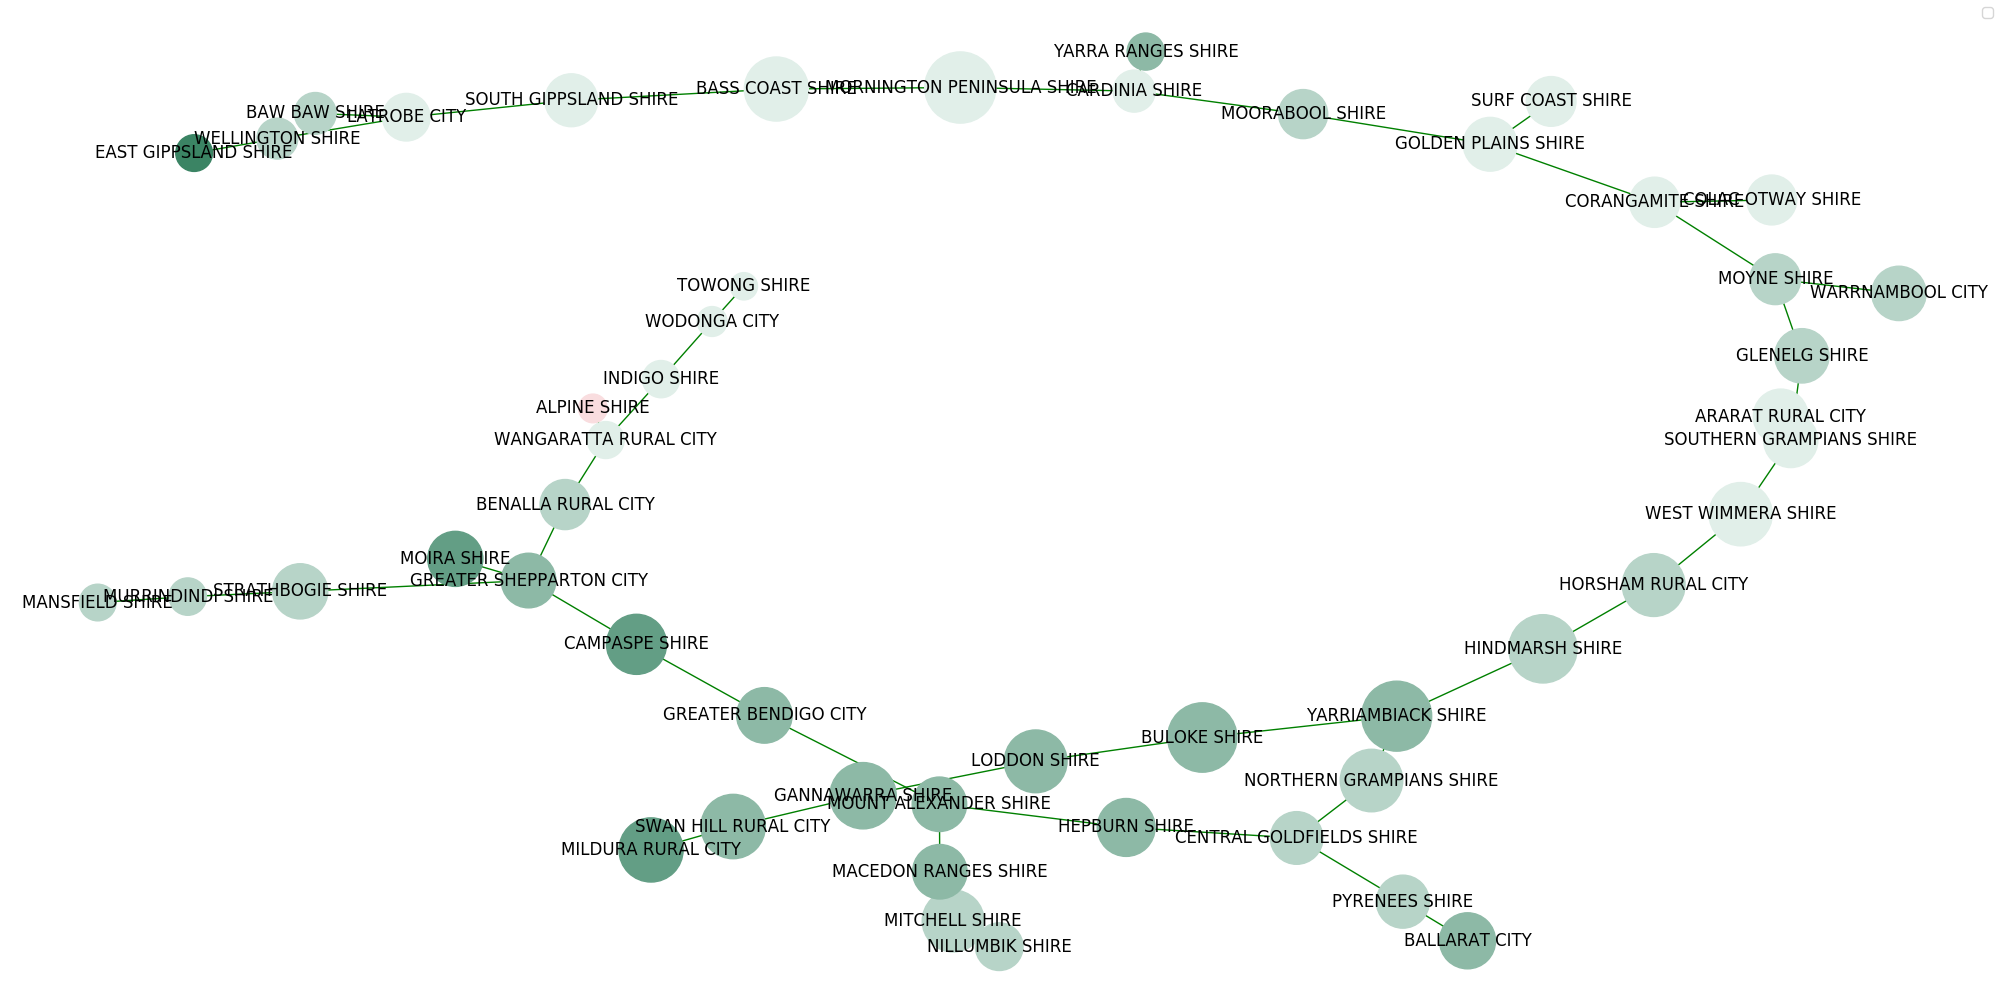 YARRA RANGES SHIRE
BASS COAST SHIRE
MORNINGTON PENINSULA SHIRE
CARDINIA SHIRE
SOUTH GIPPSLAND SHIRE
SURF COAST SHIRE
BAW BAW SHIRE
LATROBE CITY
MOORABOOL SHIRE
WELLINGTON SHIRE
GOLDEN PLAINS SHIRE
EAST GIPPSLAND SHIRE
CORANGAMITE SHIRE
COLAC OTWAY SHIRE
MOYNE SHIRE
TOWONG SHIRE
WARRNAMBOOL CITY
WODONGA CITY
GLENELG SHIRE
INDIGO SHIRE
ALPINE SHIRE
ARARAT RURAL CITY
WANGARATTA RURAL CITY
SOUTHERN GRAMPIANS SHIRE
BENALLA RURAL CITY
WEST WIMMERA SHIRE
MOIRA SHIRE
GREATER SHEPPARTON CITY
HORSHAM RURAL CITY
STRATHBOGIE SHIRE
MURRINDINDI SHIRE
MANSFIELD SHIRE
CAMPASPE SHIRE
HINDMARSH SHIRE
GREATER BENDIGO CITY
YARRIAMBIACK SHIRE
BULOKE SHIRE
LODDON SHIRE
NORTHERN GRAMPIANS SHIRE
GANNAWARRA SHIRE
MOUNT ALEXANDER SHIRE
SWAN HILL RURAL CITY
HEPBURN SHIRE
CENTRAL GOLDFIELDS SHIRE
MILDURA RURAL CITY
MACEDON RANGES SHIRE
PYRENEES SHIRE
MITCHELL SHIRE
BALLARAT CITY
NILLUMBIK SHIRE